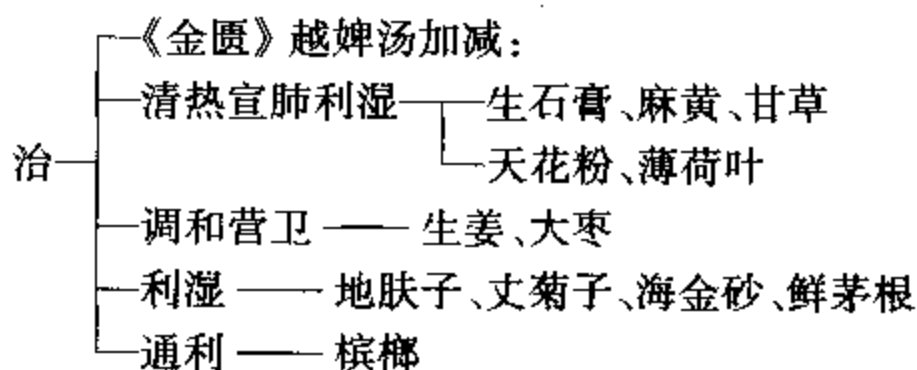 《金匮》越婢汤加减：
清热宣肺利湿 生石膏、麻黄、甘草
治 天花粉、薄荷叶
调和营卫 生姜、大枣
利湿 地肤子、丈菊子、海金砂、鲜茅根
通利 槟榔